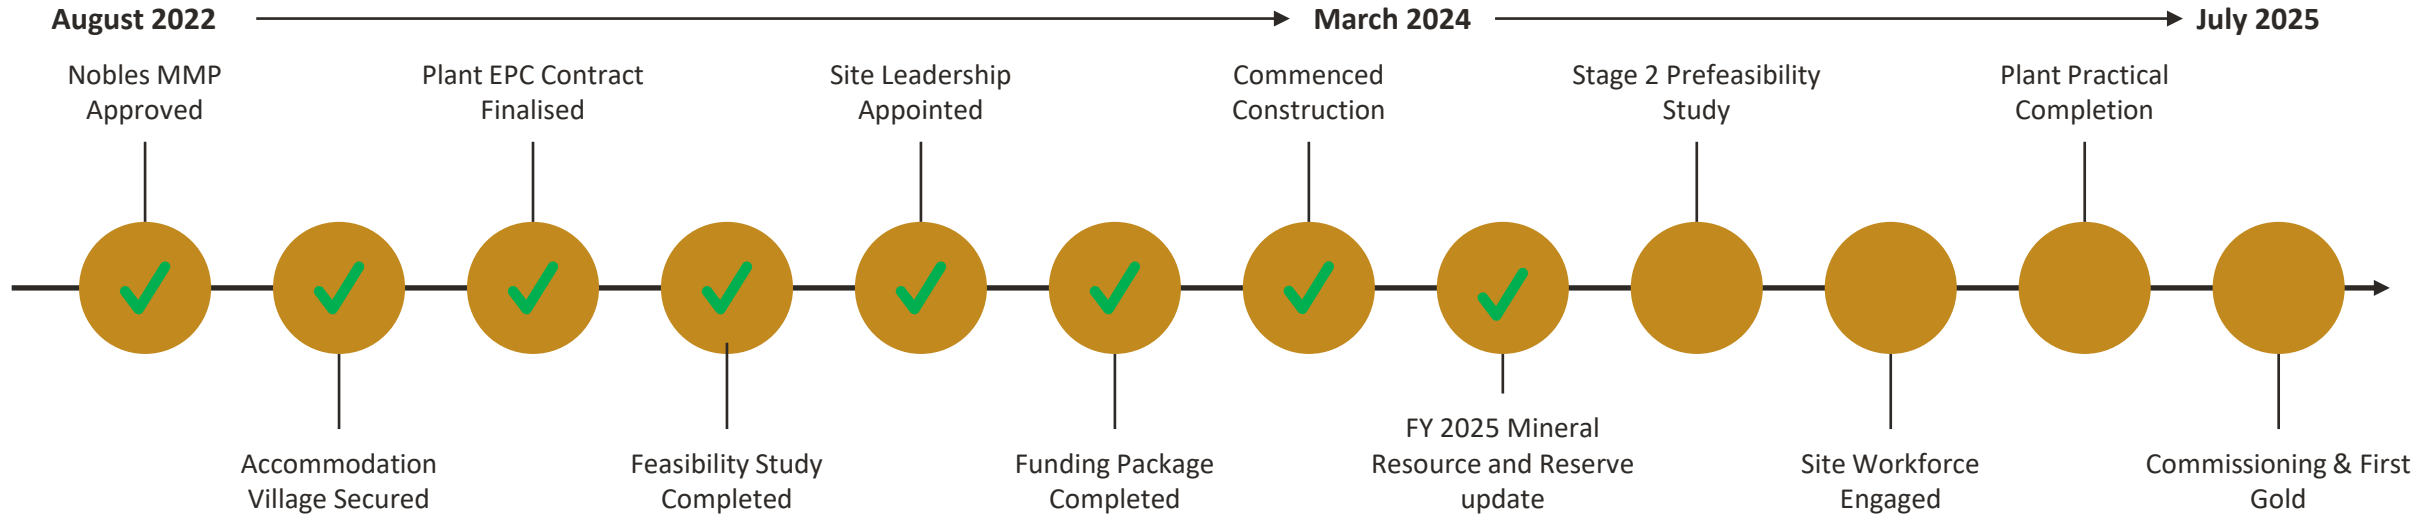 August 2022
March 2024
July 2025
Nobles MMP
Approved
Plant EPC Contract
Finalised
Site Leadership
Appointed
Commenced
Construction
Stage 2 Prefeasibility
Study
Plant Practical
Completion
Accommodation
Village Secured
Feasibility Study
Completed
Funding Package
Completed
FY 2025 Mineral
Resource and Reserve
update
Site Workforce
Engaged
Commissioning & First
Gold